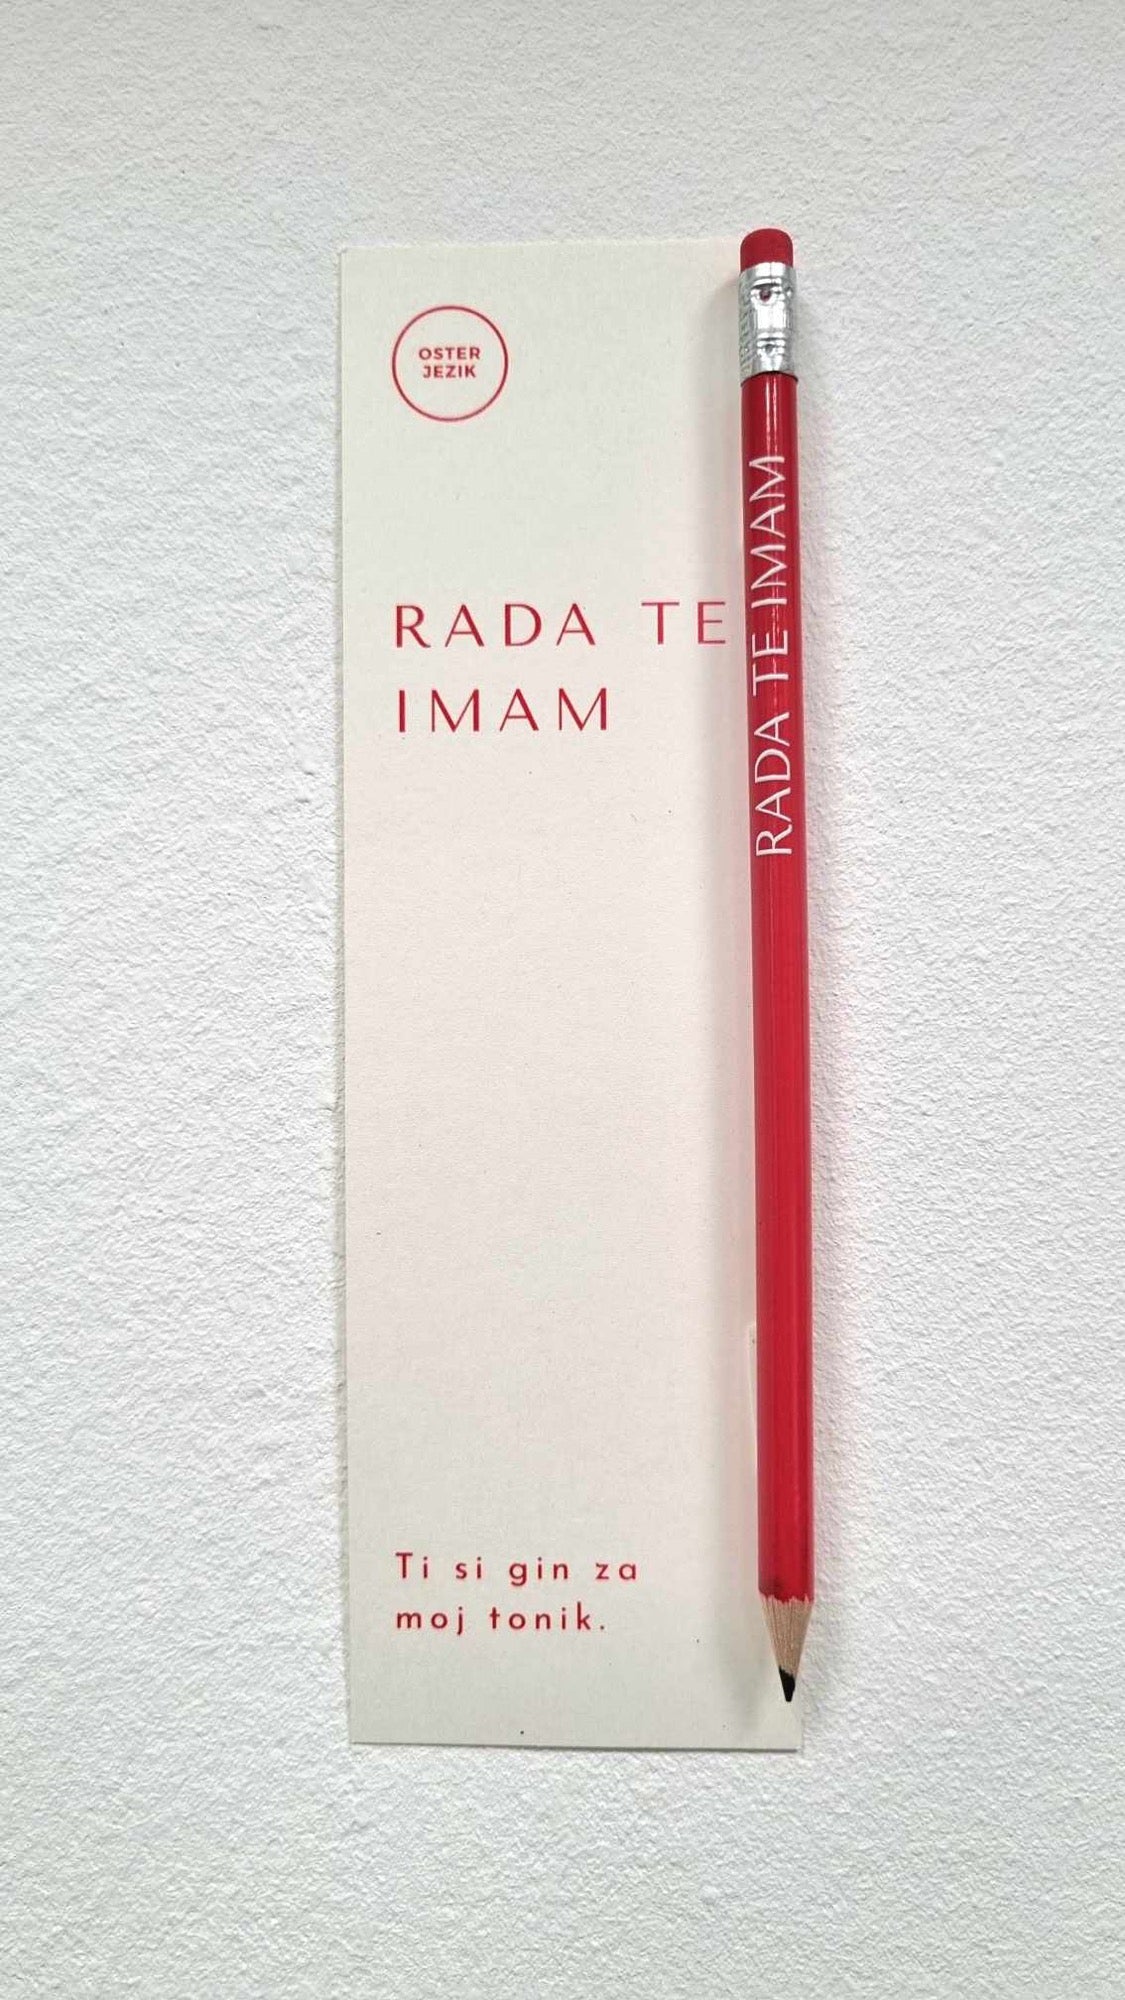 OSTER
JEZIK
RADA TE
IMAM
RADA TE IMAM
Ti si gin za
moj tonik.